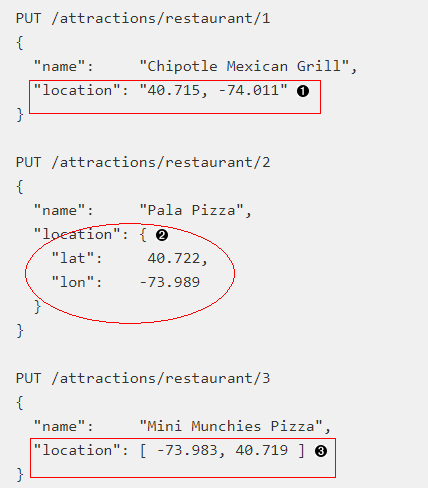 PUT /attractions/restaurant/1
{
  "name":     "Chipotle Mexican Grill",
  "location": "40.715, -74.011" ❶
}
PUT /attractions/restaurant/2
{
  "name":     "Pala Pizza",
  "location": { ❷
    "lat":     40.722,
    "lon":    -73.989
  }
}
PUT /attractions/restaurant/3
{
  "name":     "Mini Munchies Pizza",
  "location": [ -73.983, 40.719 ] ❸
}